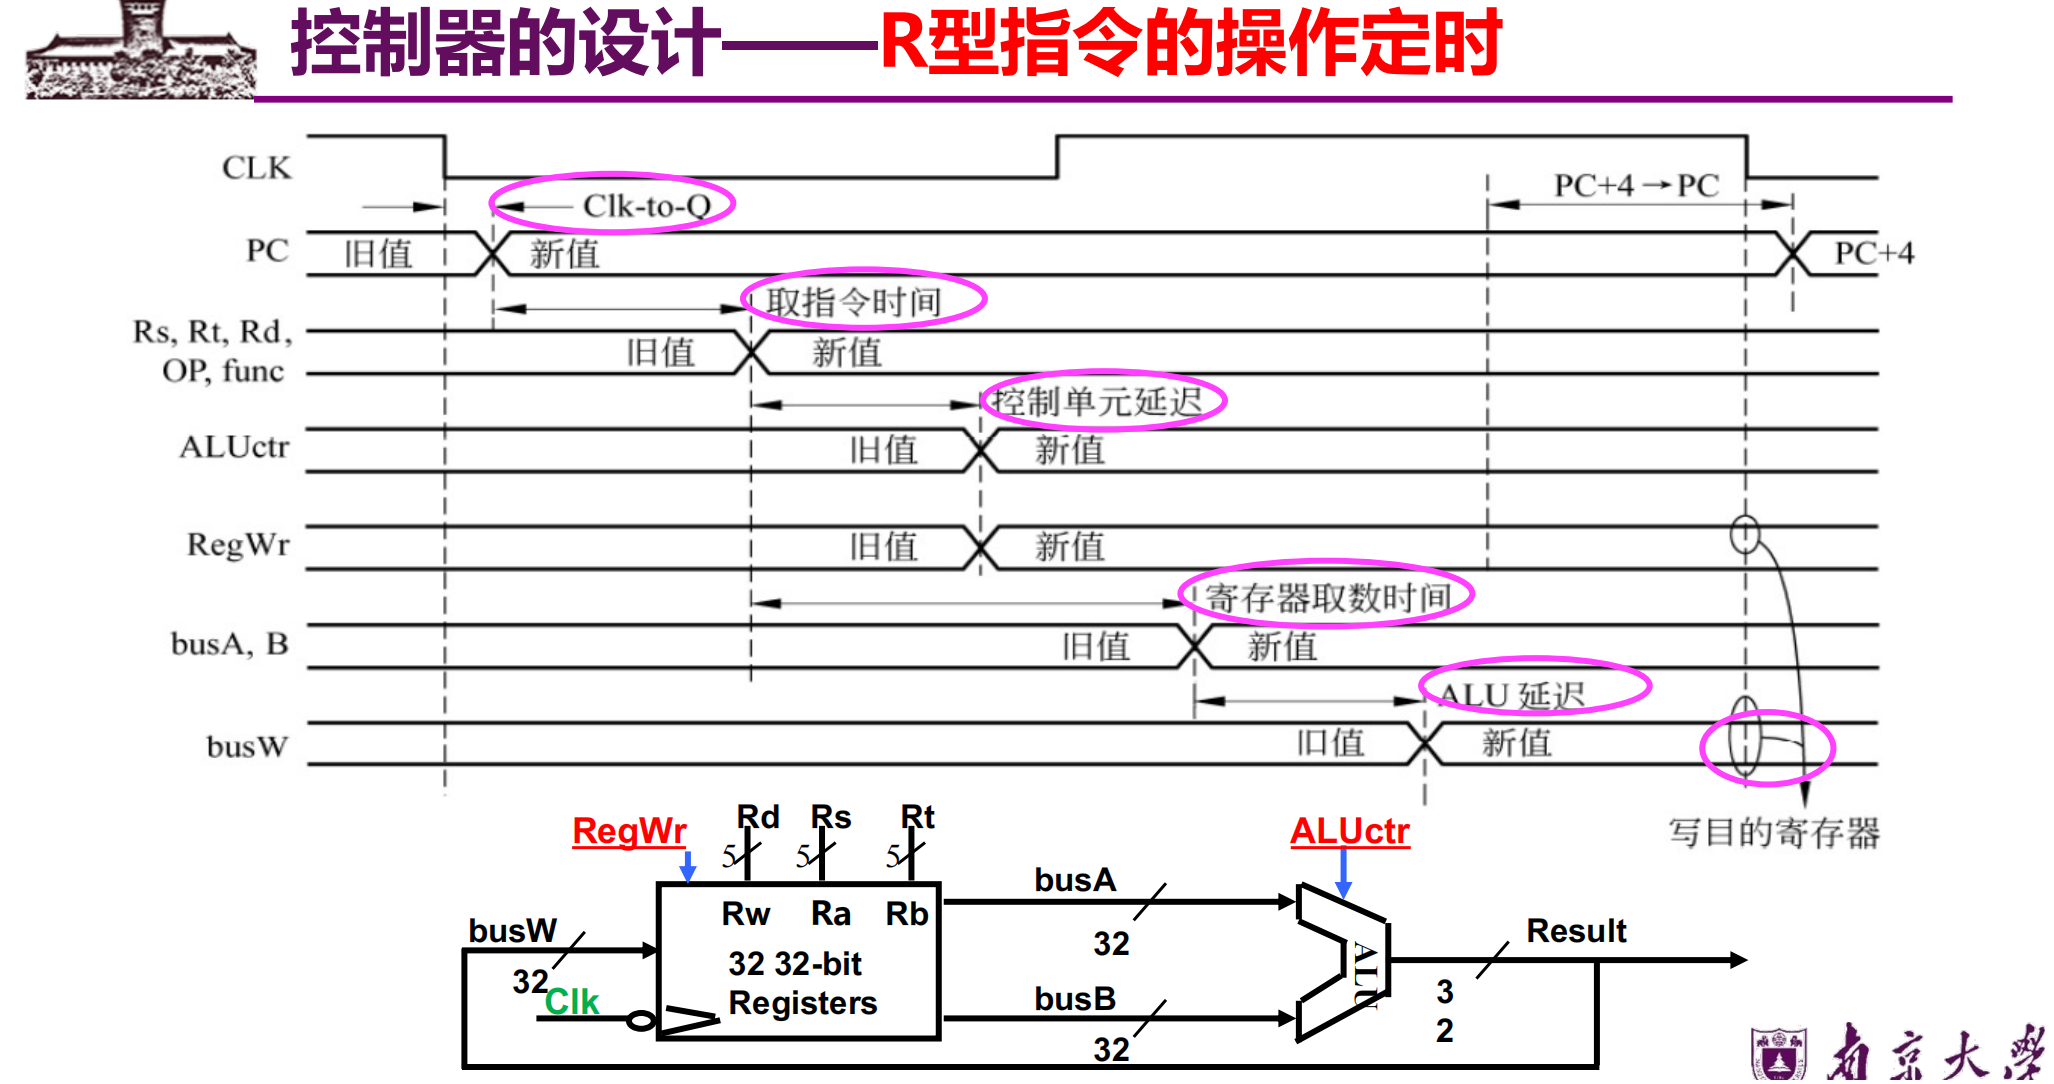 控制器的设计——R型指令的操作定时
CLK
PC+4→PC
Clk-to-Q
PC 旧值 新值 PC+4
取指令时间
Rs, Rt, Rd,
OP, func
旧值 新值
控制单元延迟
ALUctr 旧值 新值
RegWr 旧值 新值
寄存器取数时间
busA, B 旧值 新值
ALU 延迟
busW 旧值 新值
写目的寄存器
RegWr Rd Rs Rt ALUctr
5 5 5
busA
Rw Ra Rb
busW Result
32
32 32-bit
32
Clk
Registers
busB
ALU
3
2
32
南京大学